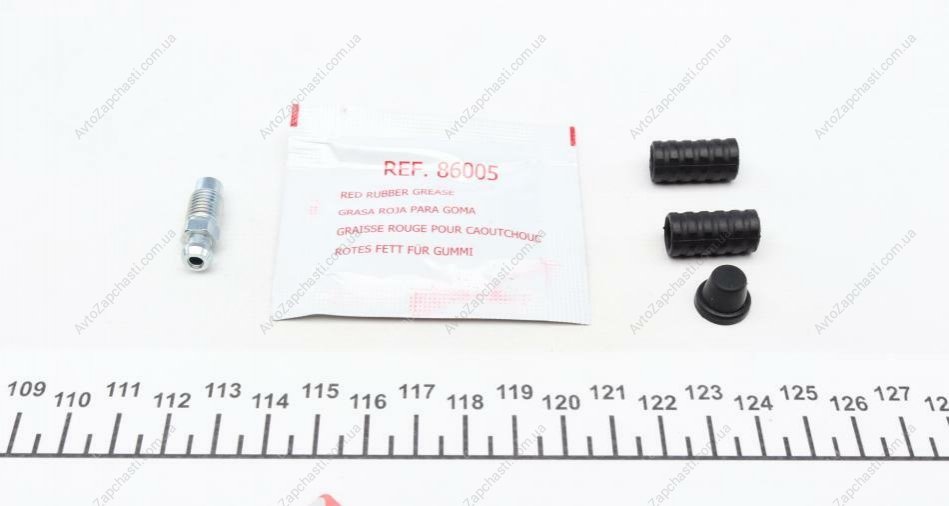 REF. 86005
RED RUBBER GREASE
GRASA ROJA PARA GOMA
GRAISSE ROUGE POUR CAOUTCHOUC
ROTES FETT FÜR GUMMI
109 110 111 112 113 114 115 116 117 118 119 120 121 122 123 124 125 126 127
AvtoZapchasti.com.ua